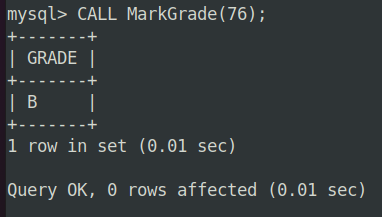 mysql> CALL MarkGrade(76);
+-------+
| GRADE |
+-------+
| B     |
+-------+
1 row in set (0.01 sec)

Query OK, 0 rows affected (0.01 sec)